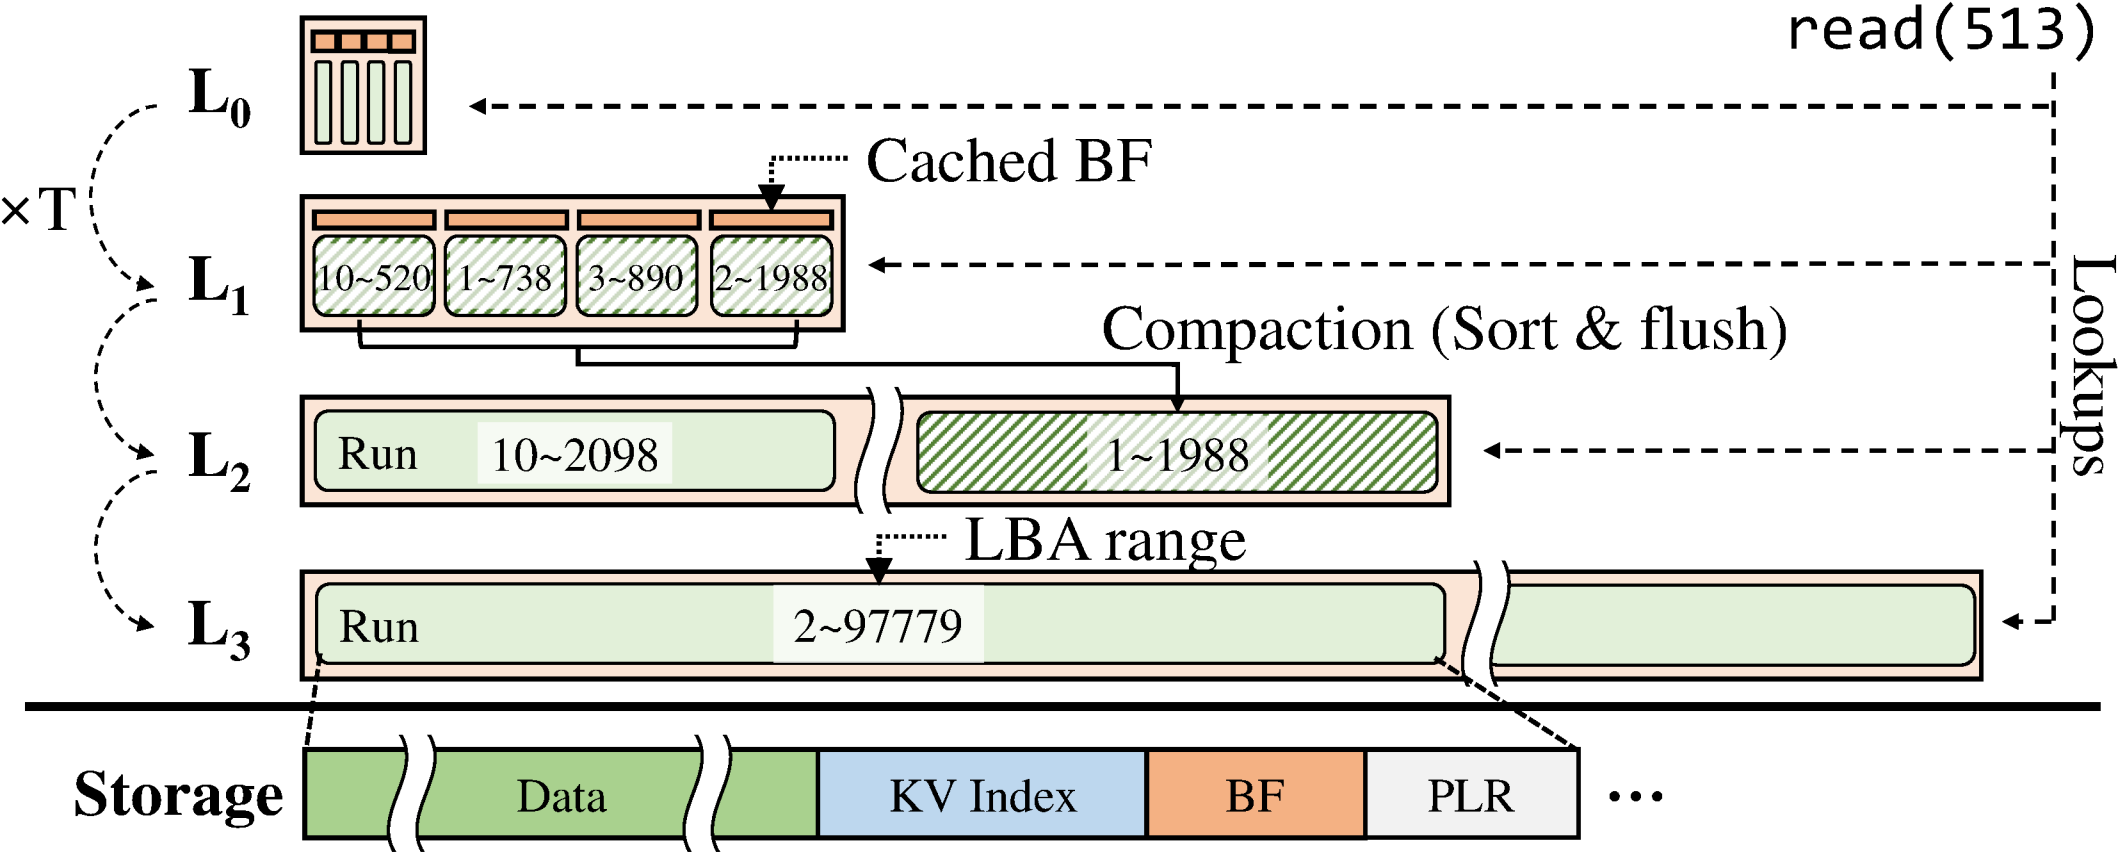 read(513)
L0
Cached BF
×T
L1
10~520 1~738 3~890 2~1988
Compaction (Sort & flush)
Lookups
L2
Run 10~2098 1~1988
LBA range
L3
Run 2~97779
Storage Data KV Index BF PLR ...